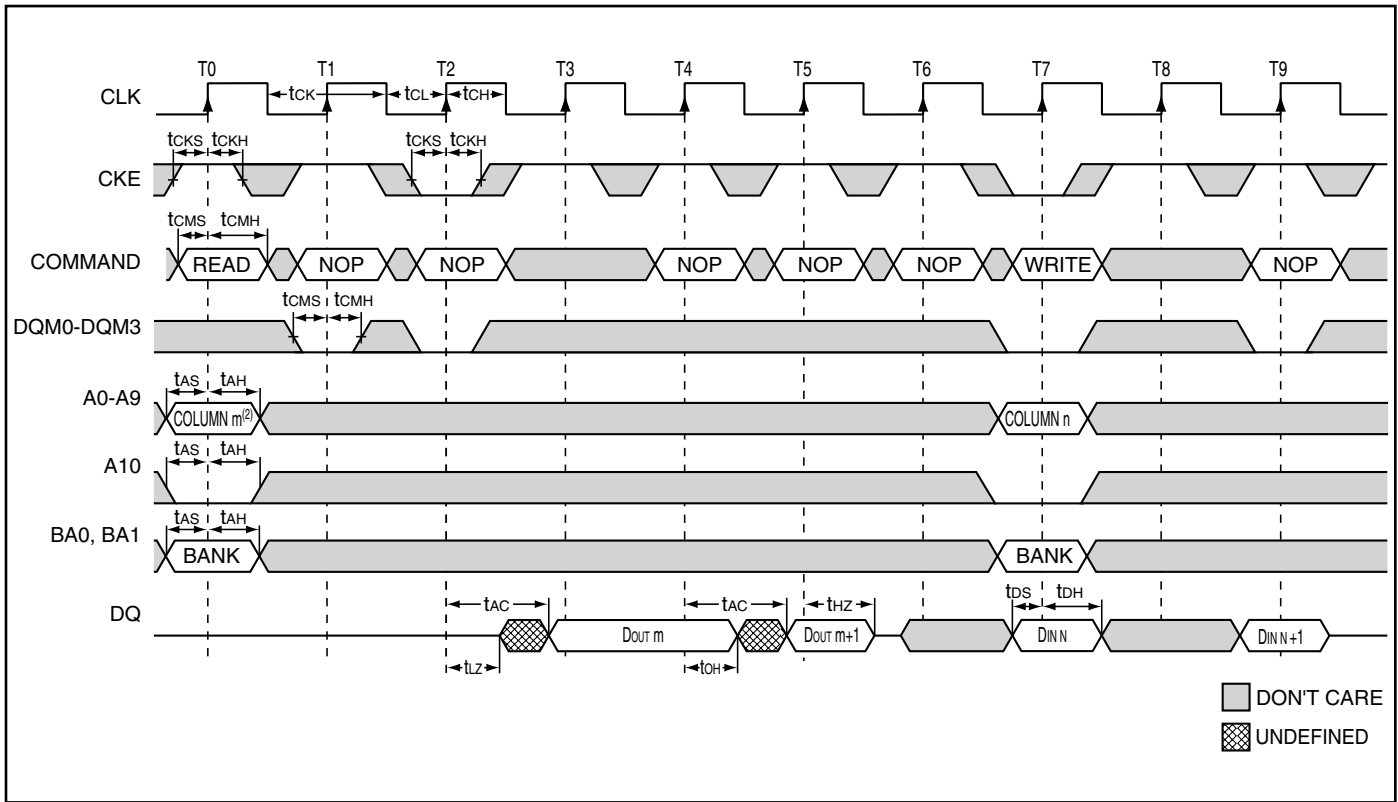 T0 T1 T2 T3 T4 T5 T6 T7 T8 T9
CLK tCK tCL tCH
tCKS tCKH tCKS tCKH
CKE
tCMS tCMH
COMMAND READ NOP NOP NOP NOP NOP WRITE NOP
tCMS tCMH
DQM0-DQM3
tAS tAH
A0-A9 COLUMN m(2) COLUMN n
tAS tAH
A10
tAS tAH
BA0, BA1 BANK BANK
tAC tAC tHZ tDS tDH
DQ DOUT m DOUT m+1 DIN N DIN N+1
tLZ tOH
DON'T CARE
UNDEFINED